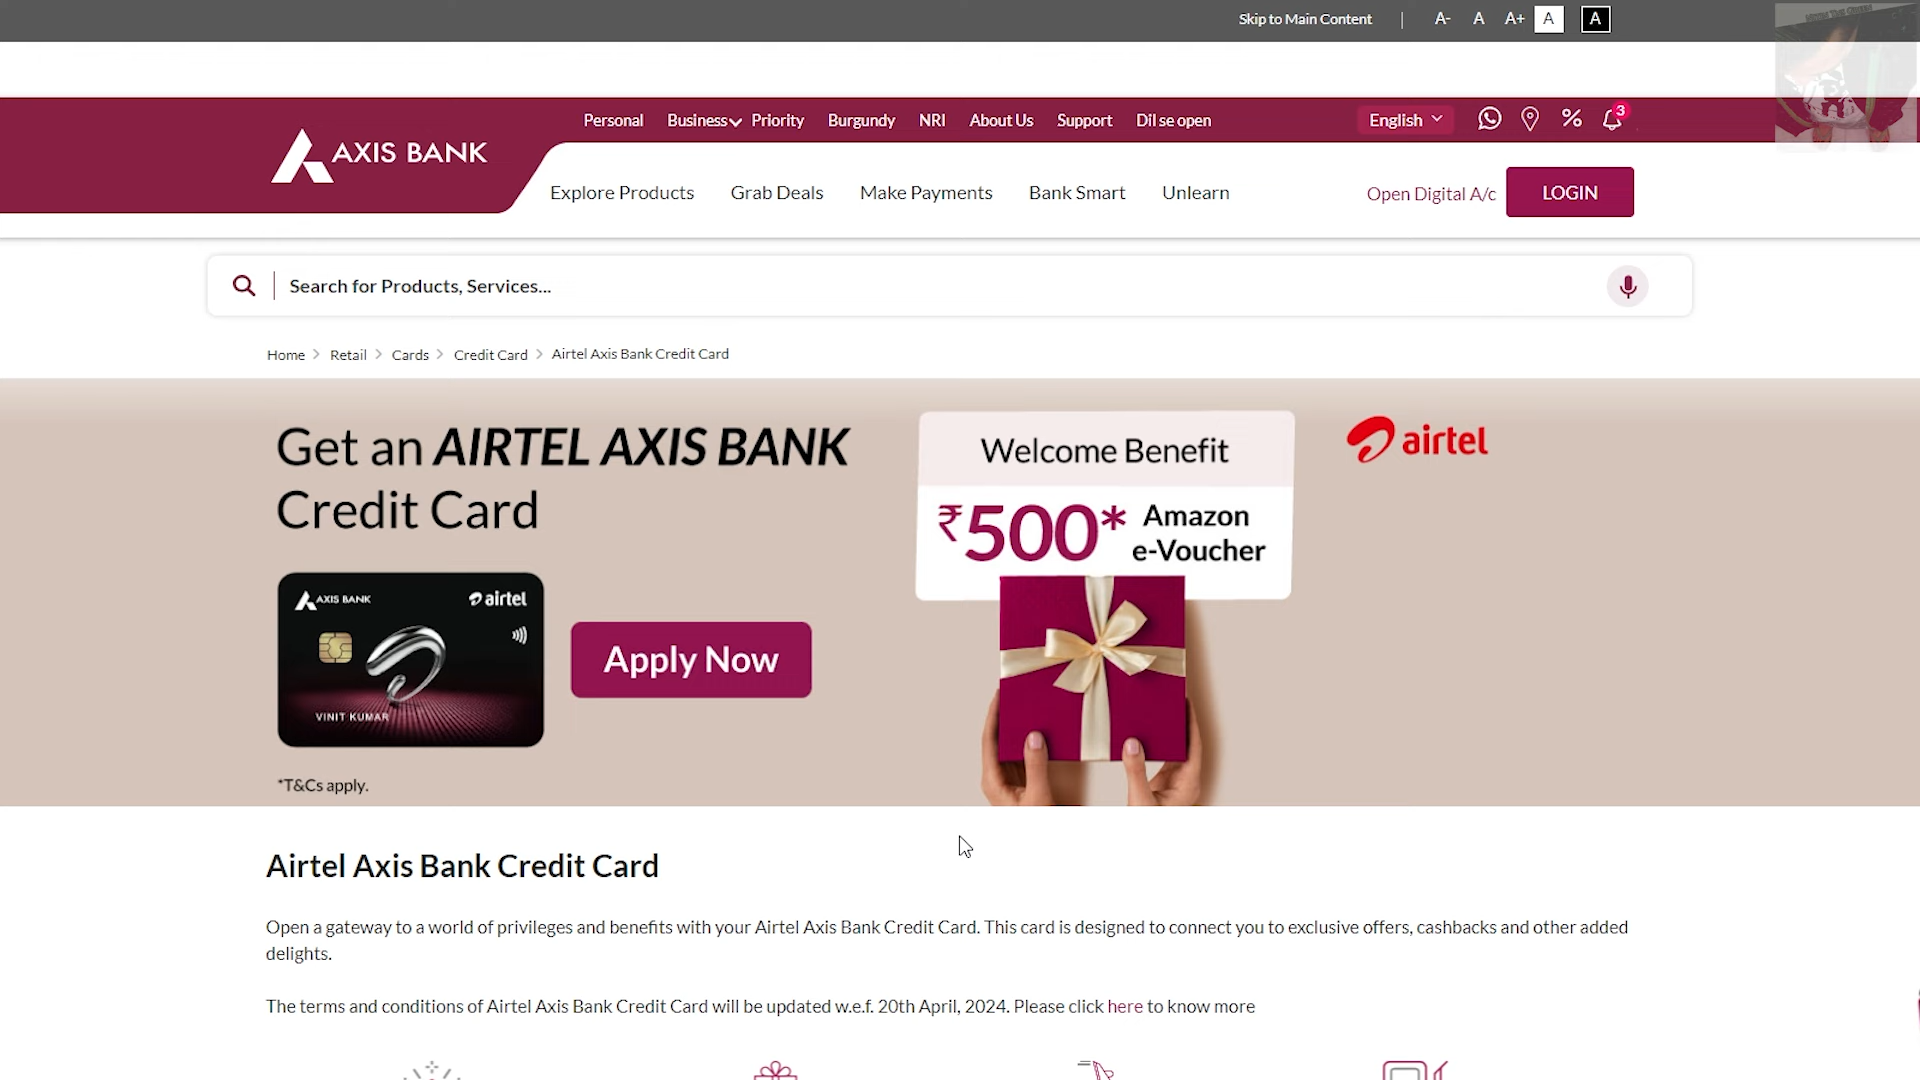 Skip to Main Content | A- A A+ A A
Personal Business Priority Burgundy NRI About Us Support Dil se open English 3
AXIS BANK
Explore Products Grab Deals Make Payments Bank Smart Unlearn Open Digital A/c LOGIN
Search for Products, Services...
Home > Retail > Cards > Credit Card > Airtel Axis Bank Credit Card
Get an AIRTEL AXIS BANK
Credit Card
Welcome Benefit
₹500* Amazon
e-Voucher
airtel
AXIS BANK airtel
VINIT KUMAR
Apply Now
*T&Cs apply.
Airtel Axis Bank Credit Card
Open a gateway to a world of privileges and benefits with your Airtel Axis Bank Credit Card. This card is designed to connect you to exclusive offers, cashbacks and other added
delights.
The terms and conditions of Airtel Axis Bank Credit Card will be updated w.e.f. 20th April, 2024. Please click here to know more